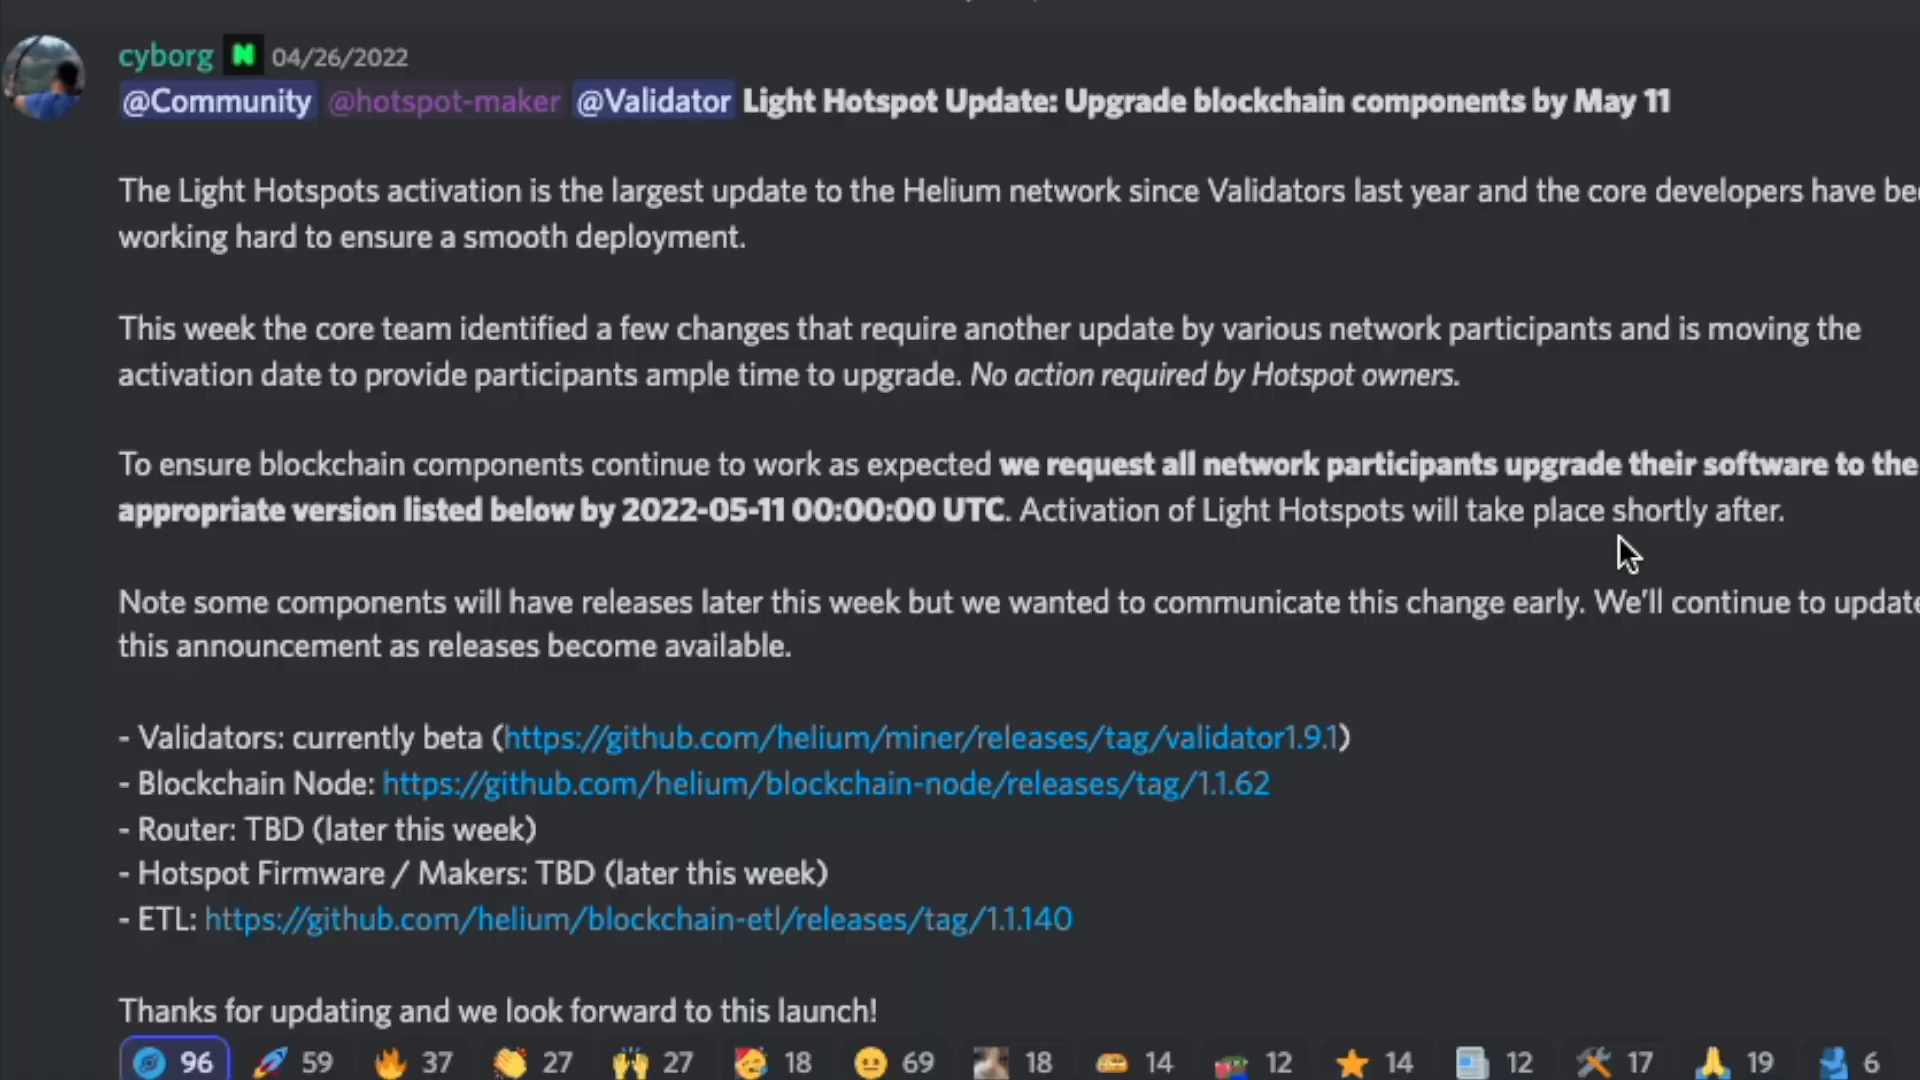 cyborg 04/26/2022
@Community @hotspot-maker @Validator Light Hotspot Update: Upgrade blockchain components by May 11
The Light Hotspots activation is the largest update to the Helium network since Validators last year and the core developers have
working hard to ensure a smooth deployment.
This week the core team identified a few changes that require another update by various network participants and is moving the
activation date to provide participants ample time to upgrade. No action required by Hotspot owners.
To ensure blockchain components continue to work as expected we request all network participants upgrade their software to the
appropriate version listed below by 2022-05-11 00:00:00 UTC. Activation of Light Hotspots will take place shortly after.
Note some components will have releases later this week but we wanted to communicate this change early. We'll continue to update
this announcement as releases become available.
- Validators: currently beta (https://github.com/helium/miner/releases/tag/validator1.9.1)
- Blockchain Node: https://github.com/helium/blockchain-node/releases/tag/1.1.62
- Router: TBD (later this week)
- Hotspot Firmware / Makers: TBD (later this week)
- ETL: https://github.com/helium/blockchain-etl/releases/tag/1.1.140
Thanks for updating and we look forward to this launch!
96 59 37 27 27 18 69 18 14 12 14 12 17 19 6